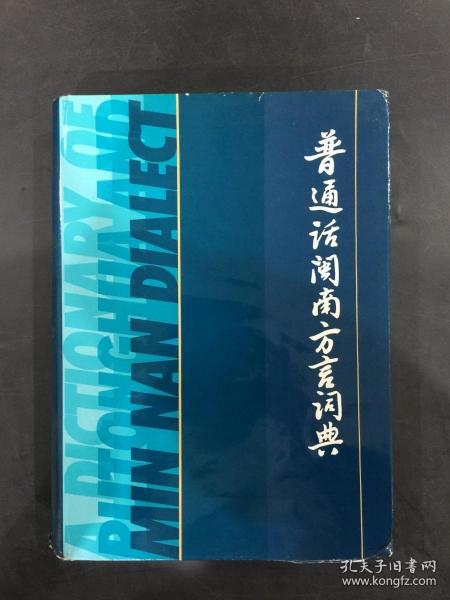 普通话闽南方言词典
A DICTIONARY OF
PUTONGHUA AND
MIN NAN DIALECT
孔夫子旧书网
www.kongfz.com